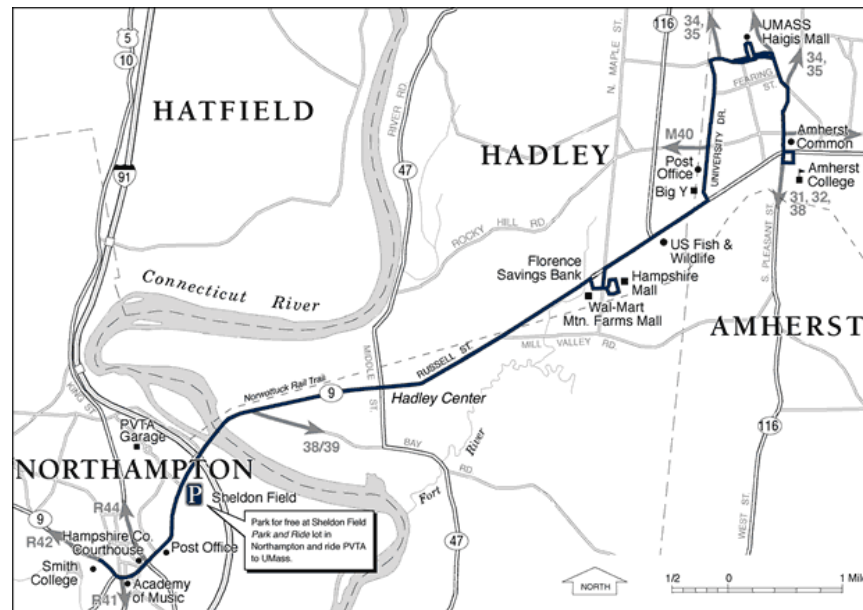 5
10
HATFIELD
91
RIVER RD
47
Connecticut River
HADLEY
ROCKY HILL RD
N. MAPLE ST.
116
34,
35
UMASS
Haigis Mall
34,
35
FEARING
ST.
UNIVERSITY DR.
M40
Amherst
Common
Post
Office
Big Y
Amherst
College
31, 32,
38
S. PLEASANT ST.
US Fish &
Wildlife
Florence
Savings Bank
Hampshire
Mall
Wal-Mart
Mtn. Farms Mall
AMHERST
MILL VALLEY RD.
RUSSELL ST.
MIDDLE ST.
Norwottuck Rail Trail
9
Hadley Center
KING ST
PVTA
Garage
38/39
BAY
RD
Fort River
116
WEST ST.
NORTHAMPTON
P
Sheldon Field
Park for free at Sheldon Field
Park and Ride lot in
Northampton and ride PVTA
to UMass.
9
R44
R42
Hampshire Co.
Courthouse
Post Office
Smith
College
Academy
of Music
R41
47
NORTH
1/2 0 1 Mile